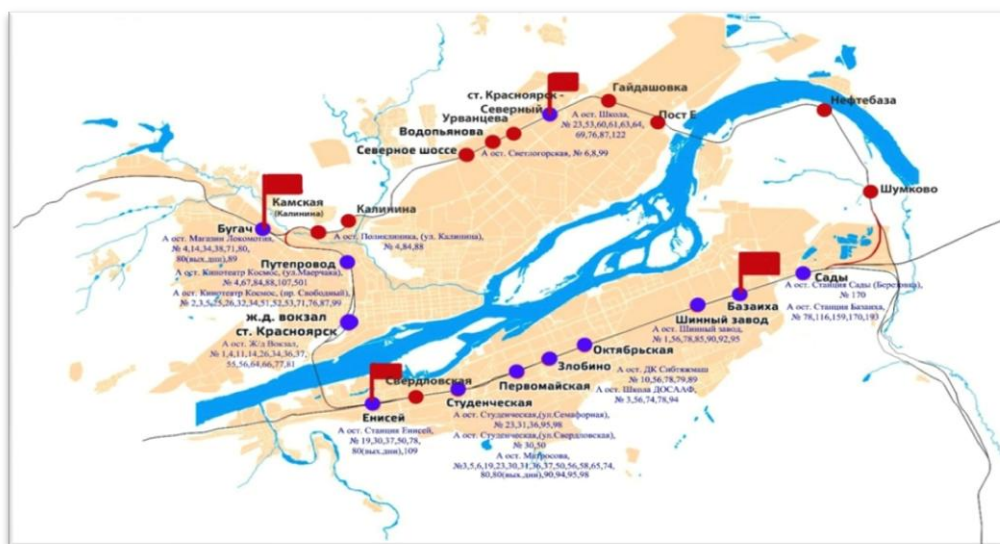 Гайдашовка
ст. Красноярск -
Северный
А ост. Школа,
№ 23,53,60,61,63,64,
69,76,87,122
Пост Е
Нефтебаза
Урванцева
Водопьянова
Северное шоссе
А ост. Светлогорская, № 6,8,99
Шумково
Камская
(Калинина)
Калинина
Бугач
А ост. Магазин Локомотив,
№ 4,14,34,38,71,80,
80(вых.дни),89
А ост. Поликлиника, (ул. Калинина),
№ 4,84,88
Путепровод
А ост. Кинотеатр Космос, (ул.Маерчака),
№ 4,67,84,88,107,501
А ост. Кинотеатр Космос, (пр. Свободный),
№ 2,3,5,25,26,32,34,51,52,53,71,76,87,99
ж.д. вокзал
ст. Красноярск
А ост. Ж/д Вокзал,
№ 1,4,11,14,26,34,36,37,
55,56,64,66,77,81
Сады
А ост. Станция Сады (Березовка),
№ 170
А ост. Станция Базаиха,
№ 78,116,159,170,193
Базаиха
Шинный завод
А ост. Шинный завод,
№ 1,56,78,85,90,92,95
Октябрьская
Злобино
А ост. ДК Сибтяжмаш
№ 10,56,78,79,89
А ост. Школа ДОСААФ,
№ 3,56,74,78,94
Первомайская
Свердловская
Студенческая
А ост. Студенческая,(ул.Семафорная),
№ 23,31,36,95,98
А ост. Студенческая,(ул.Свердловская),
№ 30,50
А ост. Матросова,
№3,5,6,19,23,30,31,36,37,50,56,58,65,74,
80,80(вых.дни),90,94,95,98
Енисей
А ост. Станция Енисей,
№ 19,30,37,50,78,
80(вых.дни),109